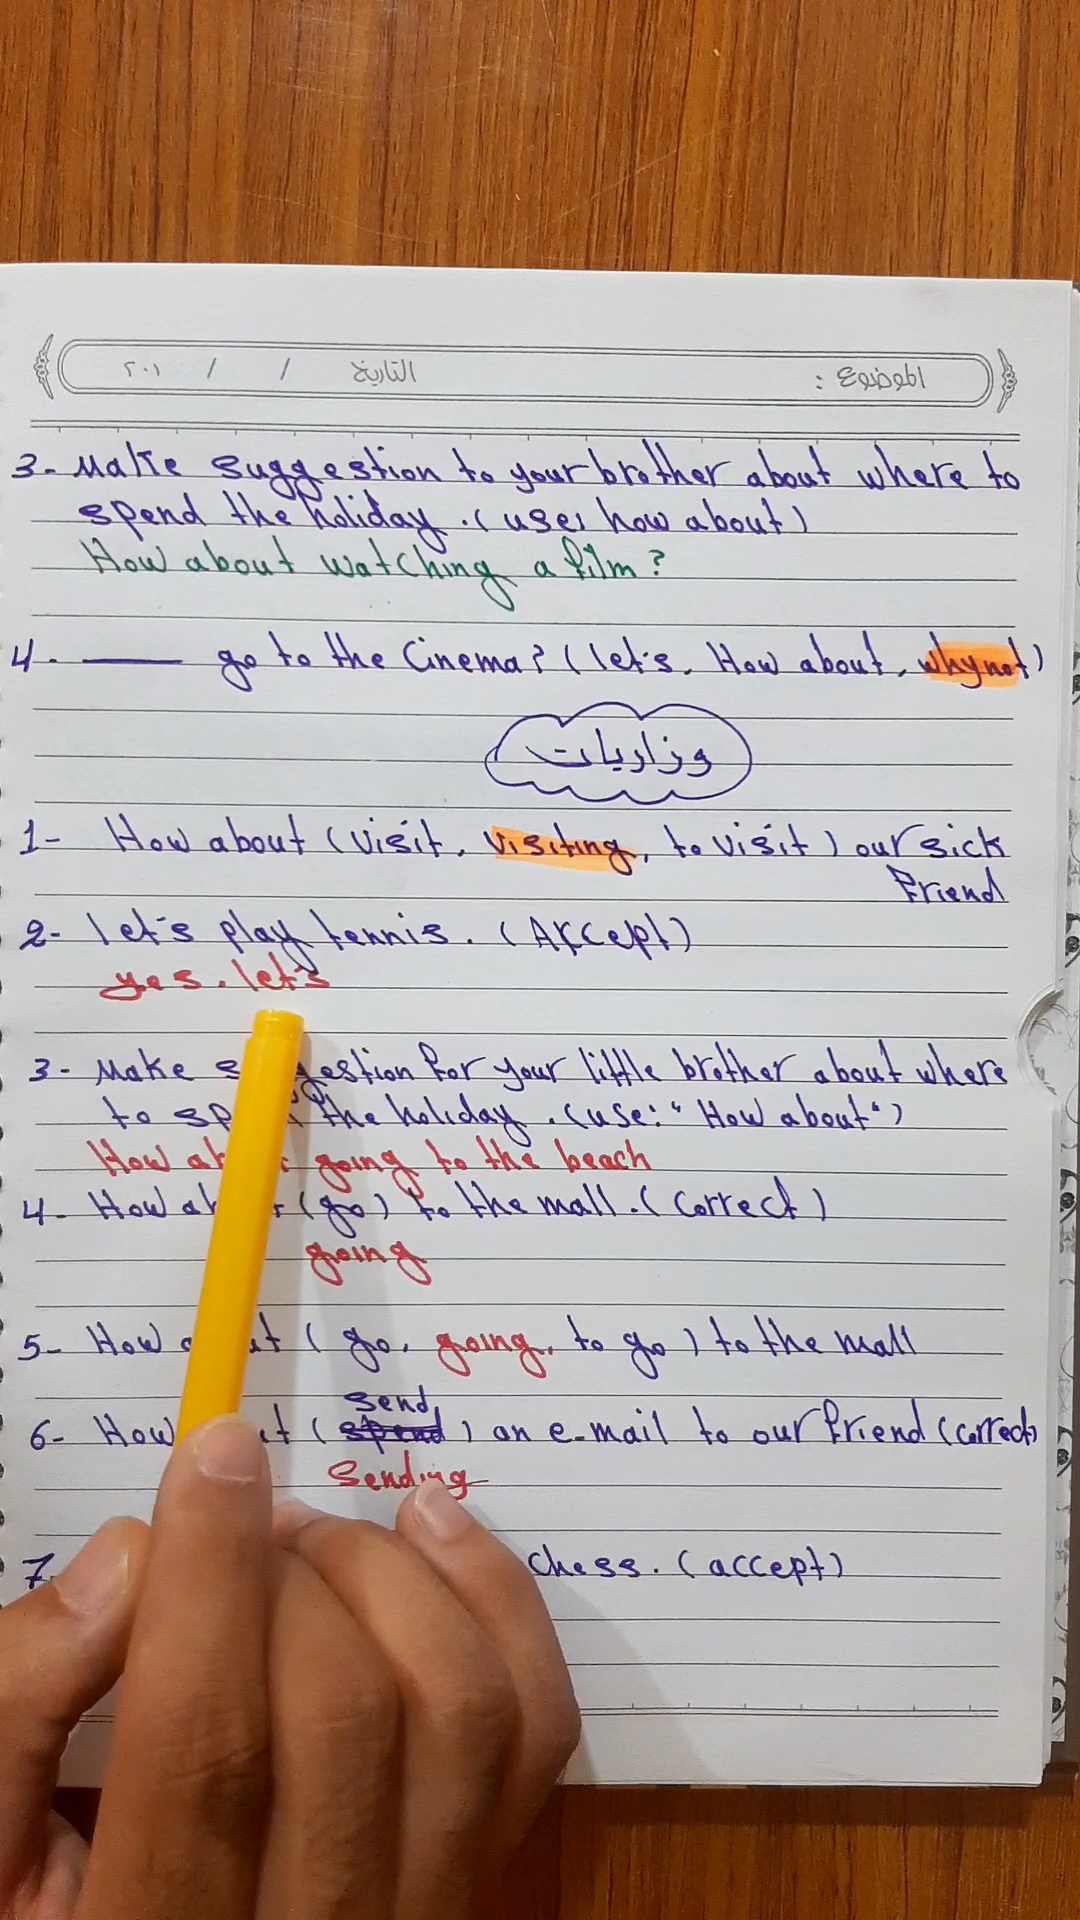 الموضوع : التاريخ / / ٢٠١
3- Make suggestion to your brother about where to
spend the holiday. (use: how about)
How about watching a film?
4. ____ go to the Cinema? (let's, How about, why not)
وزاريات
1- How about (visit, visiting, to visit) our sick
friend
2- let's play tennis. (Accept)
yes. let's
3- Make for your little brother about where
to the holiday. (use: "How about")
How going to the beach
4- How (go) to the mall. (correct)
going
5- How (go, going, to go) to the mall
send
6- How (spend) an e-mail to our friend (correct)
Sending
7. chess. (accept)